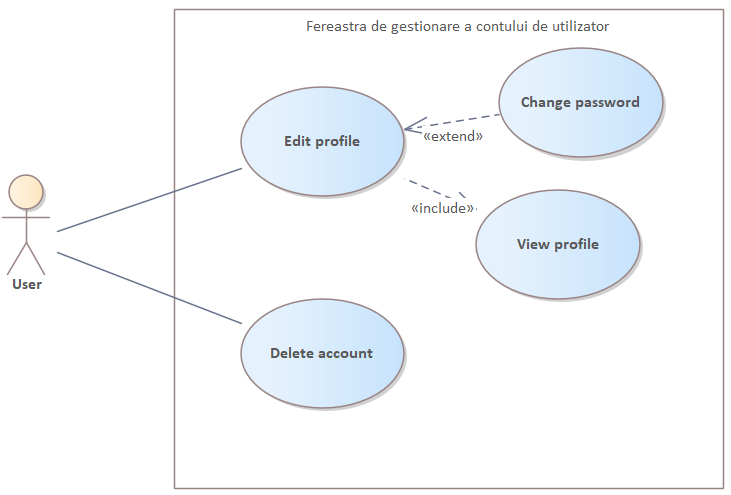 Fereastra de gestionare a contului de utilizator
Change password
Edit profile
«extend»
«include»
View profile
User
Delete account